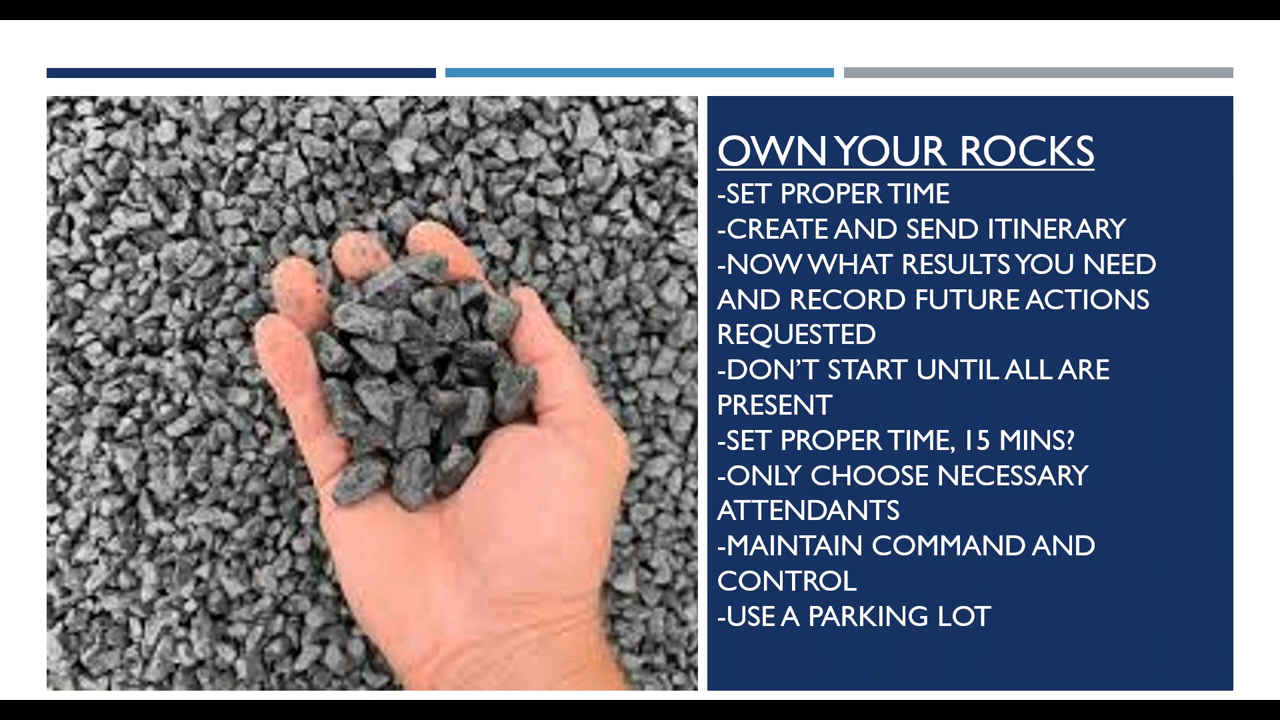 OWN YOUR ROCKS
-SET PROPER TIME
-CREATE AND SEND ITINERARY
-NOW WHAT RESULTS YOU NEED
AND RECORD FUTURE ACTIONS
REQUESTED
-DON'T START UNTIL ALL ARE
PRESENT
-SET PROPER TIME, 15 MINS?
-ONLY CHOOSE NECESSARY
ATTENDANTS
-MAINTAIN COMMAND AND
CONTROL
-USE A PARKING LOT